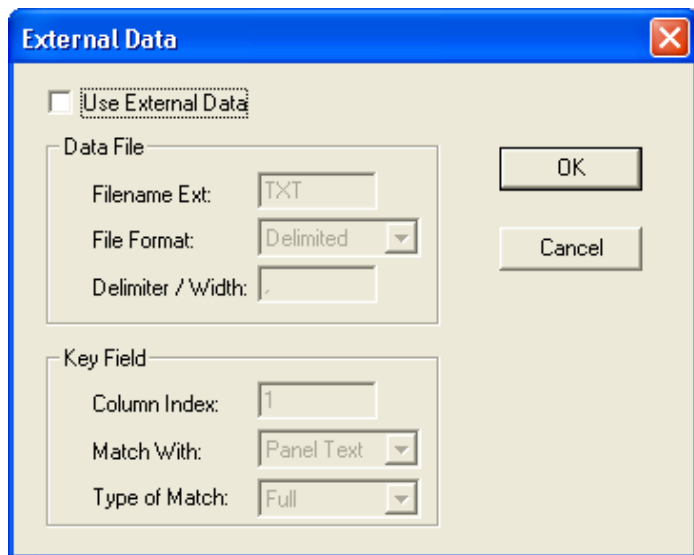 External Data
Use External Data
Data File
Filename Ext: TXT
File Format: Delimited
Delimiter / Width: ,
Key Field
Column Index: 1
Match With: Panel Text
Type of Match: Full
OK
Cancel